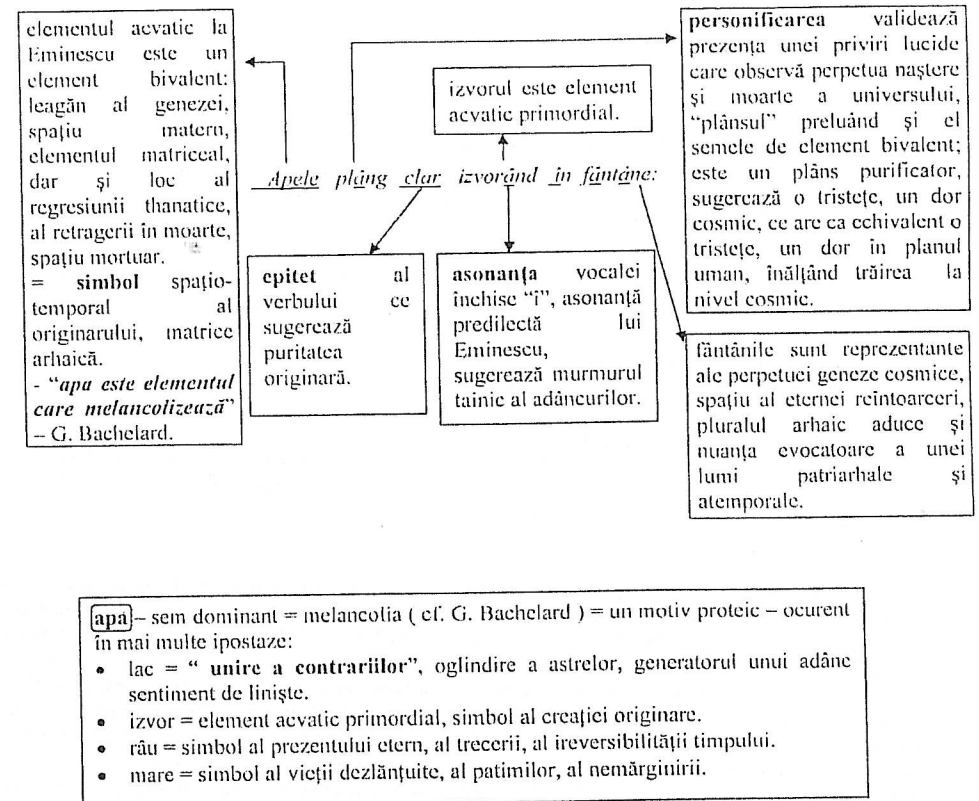 elementul acvatic la
Eminescu este un
element bivalent:
leagăn al genezei,
spaţiu matern,
elementul matriceal,
dar şi loc al
regresiunii thanatice,
al retragerii în moarte,
spaţiu mortuar.
= simbol spaţio-
temporal al
originarului, matrice
arhaică.
- “apa este elementul
care melancolizează”
– G. Bachelard.
izvorul este element
acvatic primordial.
personificarea validează
prezenţa unei priviri lucide
care observă perpetua naştere
şi moarte a universului,
“plânsul” preluând şi el
semele de element bivalent;
este un plâns purificator,
sugerează o tristeţe, un dor
cosmic, ce are ca echivalent o
tristeţe, un dor în planul
uman, înălţând trăirea la
nivel cosmic.
Apele plâng clar izvorând în fântâne:
epitet al
verbului ce
sugerează
puritatea
originară.
asonanţa vocalei
închise “î”, asonanţă
predilectă lui
Eminescu,
sugerează murmurul
tainic al adâncurilor.
fântânile sunt reprezentante
ale perpetuei geneze cosmice,
spaţiu al eternei reîntoarceri,
pluralul arhaic aduce şi
nuanţa evocatoare a unei
lumi patriarhale şi
atemporale.
apa – sem dominant = melancolia ( cf. G. Bachelard ) = un motiv proteic – ocurent
în mai multe ipostaze:
• lac = “ unire a contrariilor”, oglindire a astrelor, generatorul unui adânc
sentiment de linişte.
• izvor = element acvatic primordial, simbol al creaţiei originare.
• râu = simbol al prezentului etern, al trecerii, al ireversibilităţii timpului.
• mare = simbol al vieţii dezlănţuite, al patimilor, al nemărginirii.